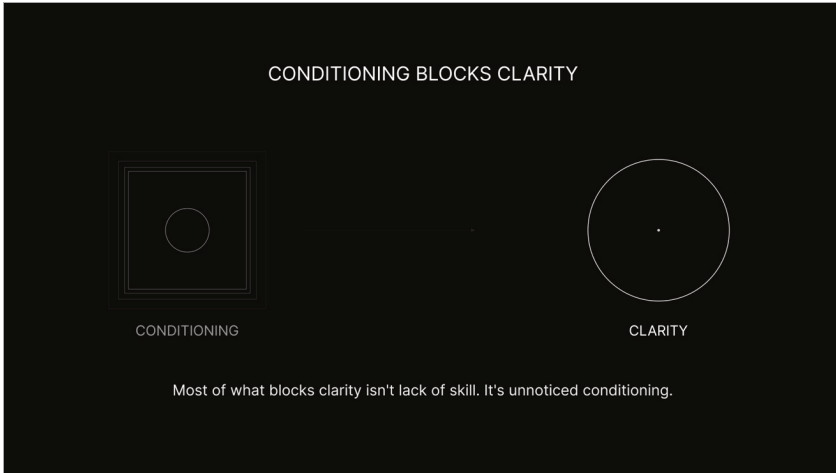 CONDITIONING BLOCKS CLARITY
CONDITIONING
CLARITY
Most of what blocks clarity isn't lack of skill. It's unnoticed conditioning.